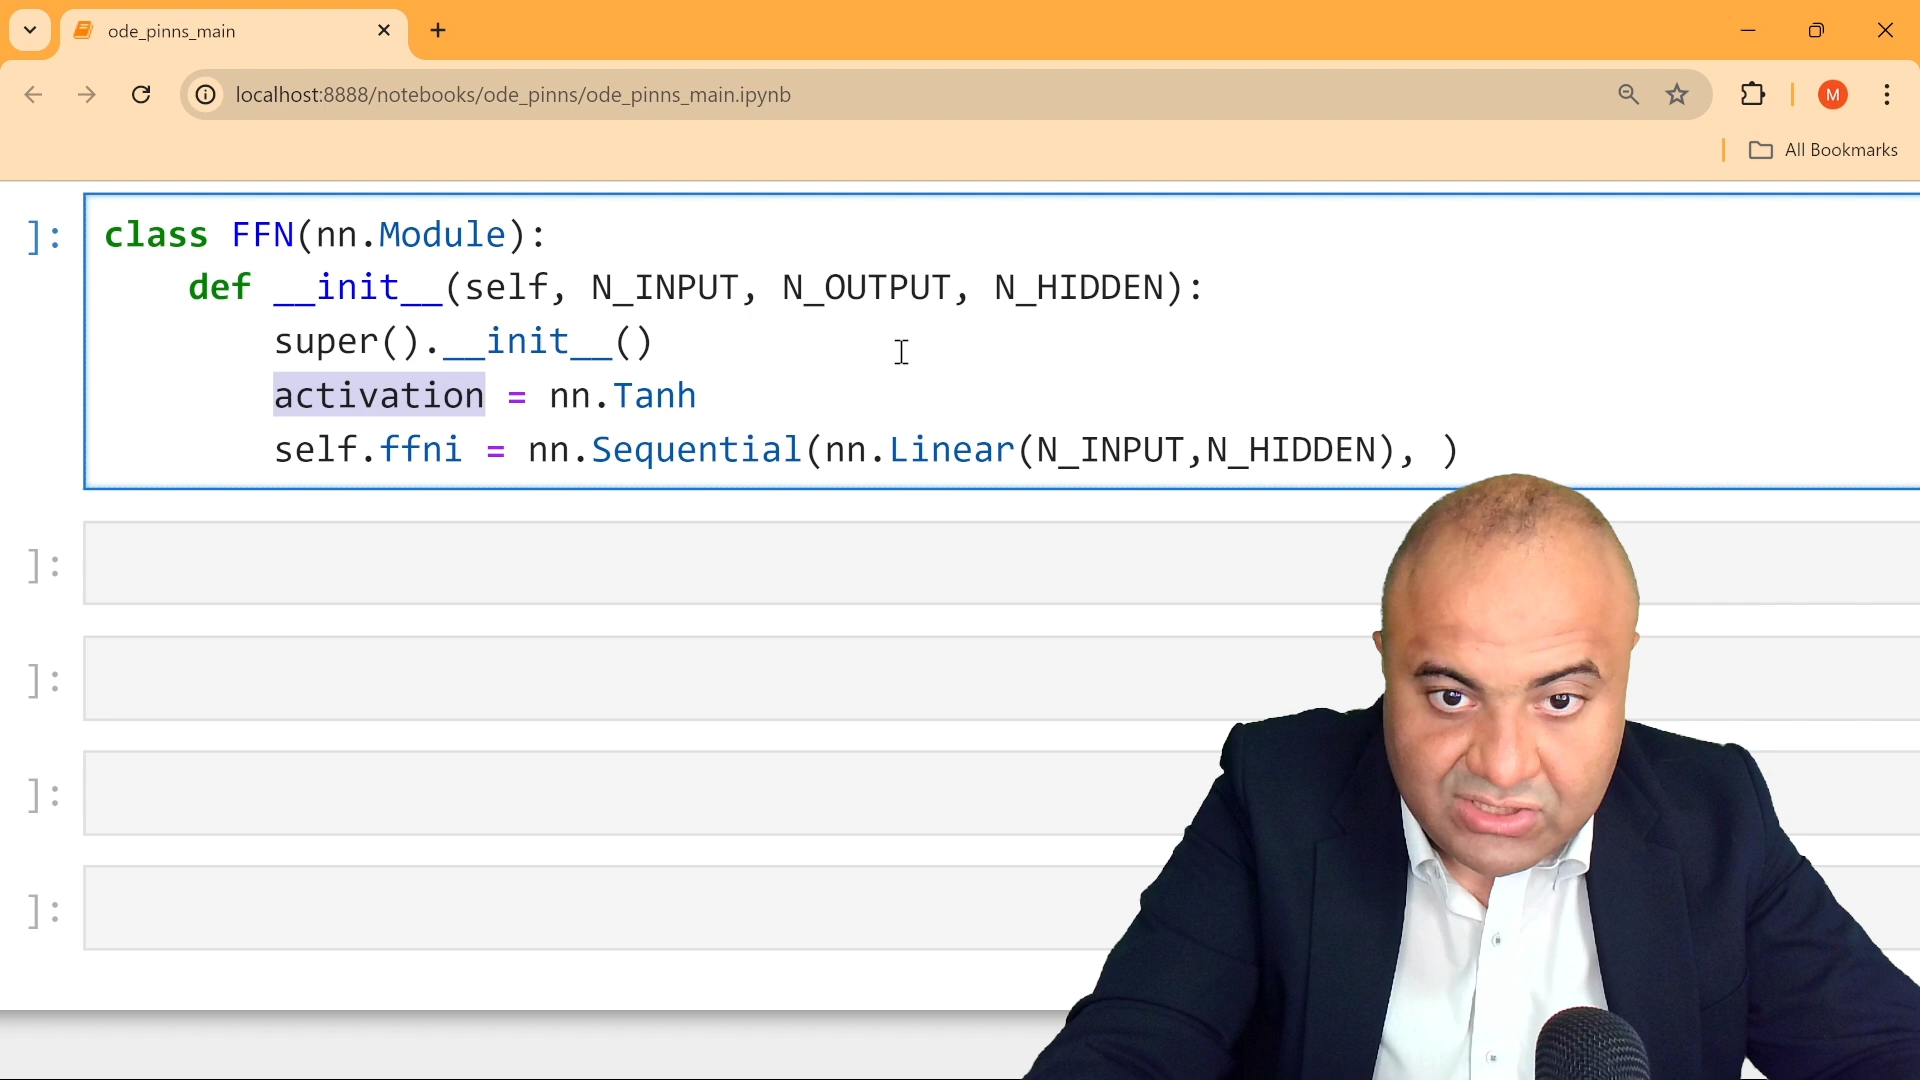 ode_pinns_main
localhost:8888/notebooks/ode_pinns/ode_pinns_main.ipynb
M
All Bookmarks
]:
class FFN(nn.Module):
def __init__(self, N_INPUT, N_OUTPUT, N_HIDDEN):
super().__init__()
activation = nn.Tanh
self.ffni = nn.Sequential(nn.Linear(N_INPUT,N_HIDDEN), )
]:
]:
]:
]: